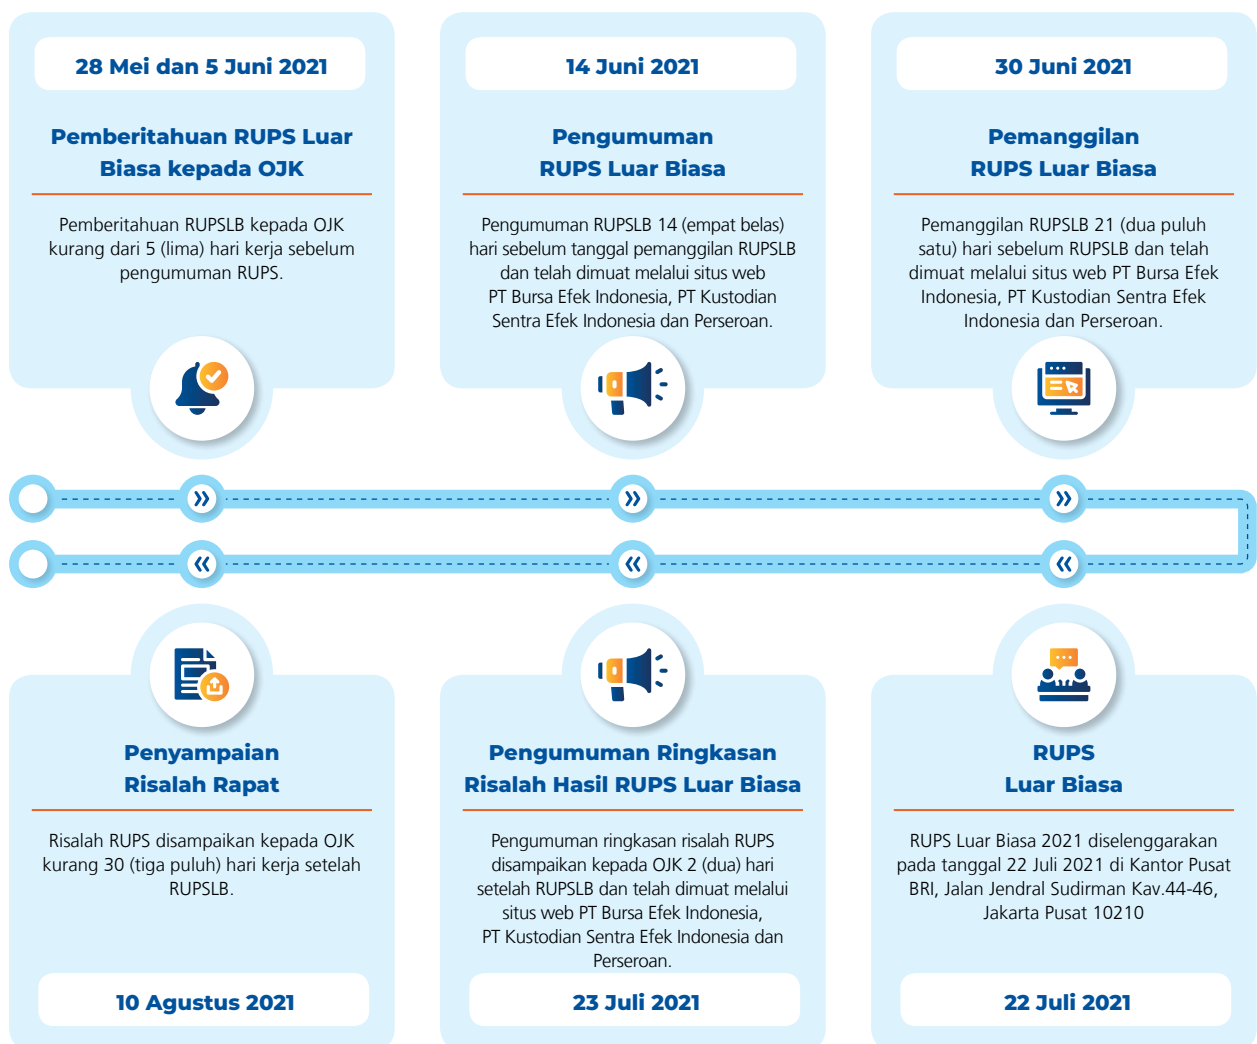 28 Mei dan 5 Juni 2021
Pemberitahuan RUPS Luar
Biasa kepada OJK
Pemberitahuan RUPSLB kepada OJK
kurang dari 5 (lima) hari kerja sebelum
pengumuman RUPS.
14 Juni 2021
Pengumuman
RUPS Luar Biasa
Pengumuman RUPSLB 14 (empat belas)
hari sebelum tanggal pemanggilan RUPSLB
dan telah dimuat melalui situs web
PT Bursa Efek Indonesia, PT Kustodian
Sentra Efek Indonesia dan Perseroan.
30 Juni 2021
Pemanggilan
RUPS Luar Biasa
Pemanggilan RUPSLB 21 (dua puluh
satu) hari sebelum RUPSLB dan telah
dimuat melalui situs web PT Bursa Efek
Indonesia, PT Kustodian Sentra Efek
Indonesia dan Perseroan.
RUPS
Luar Biasa
RUPS Luar Biasa 2021 diselenggarakan
pada tanggal 22 Juli 2021 di Kantor Pusat
BRI, Jalan Jendral Sudirman Kav.44-46,
Jakarta Pusat 10210
22 Juli 2021
Pengumuman Ringkasan
Risalah Hasil RUPS Luar Biasa
Pengumuman ringkasan risalah RUPS
disampaikan kepada OJK 2 (dua) hari
setelah RUPSLB dan telah dimuat melalui
situs web PT Bursa Efek Indonesia,
PT Kustodian Sentra Efek Indonesia dan
Perseroan.
23 Juli 2021
Penyampaian
Risalah Rapat
Risalah RUPS disampaikan kepada OJK
kurang 30 (tiga puluh) hari kerja setelah
RUPSLB.
10 Agustus 2021